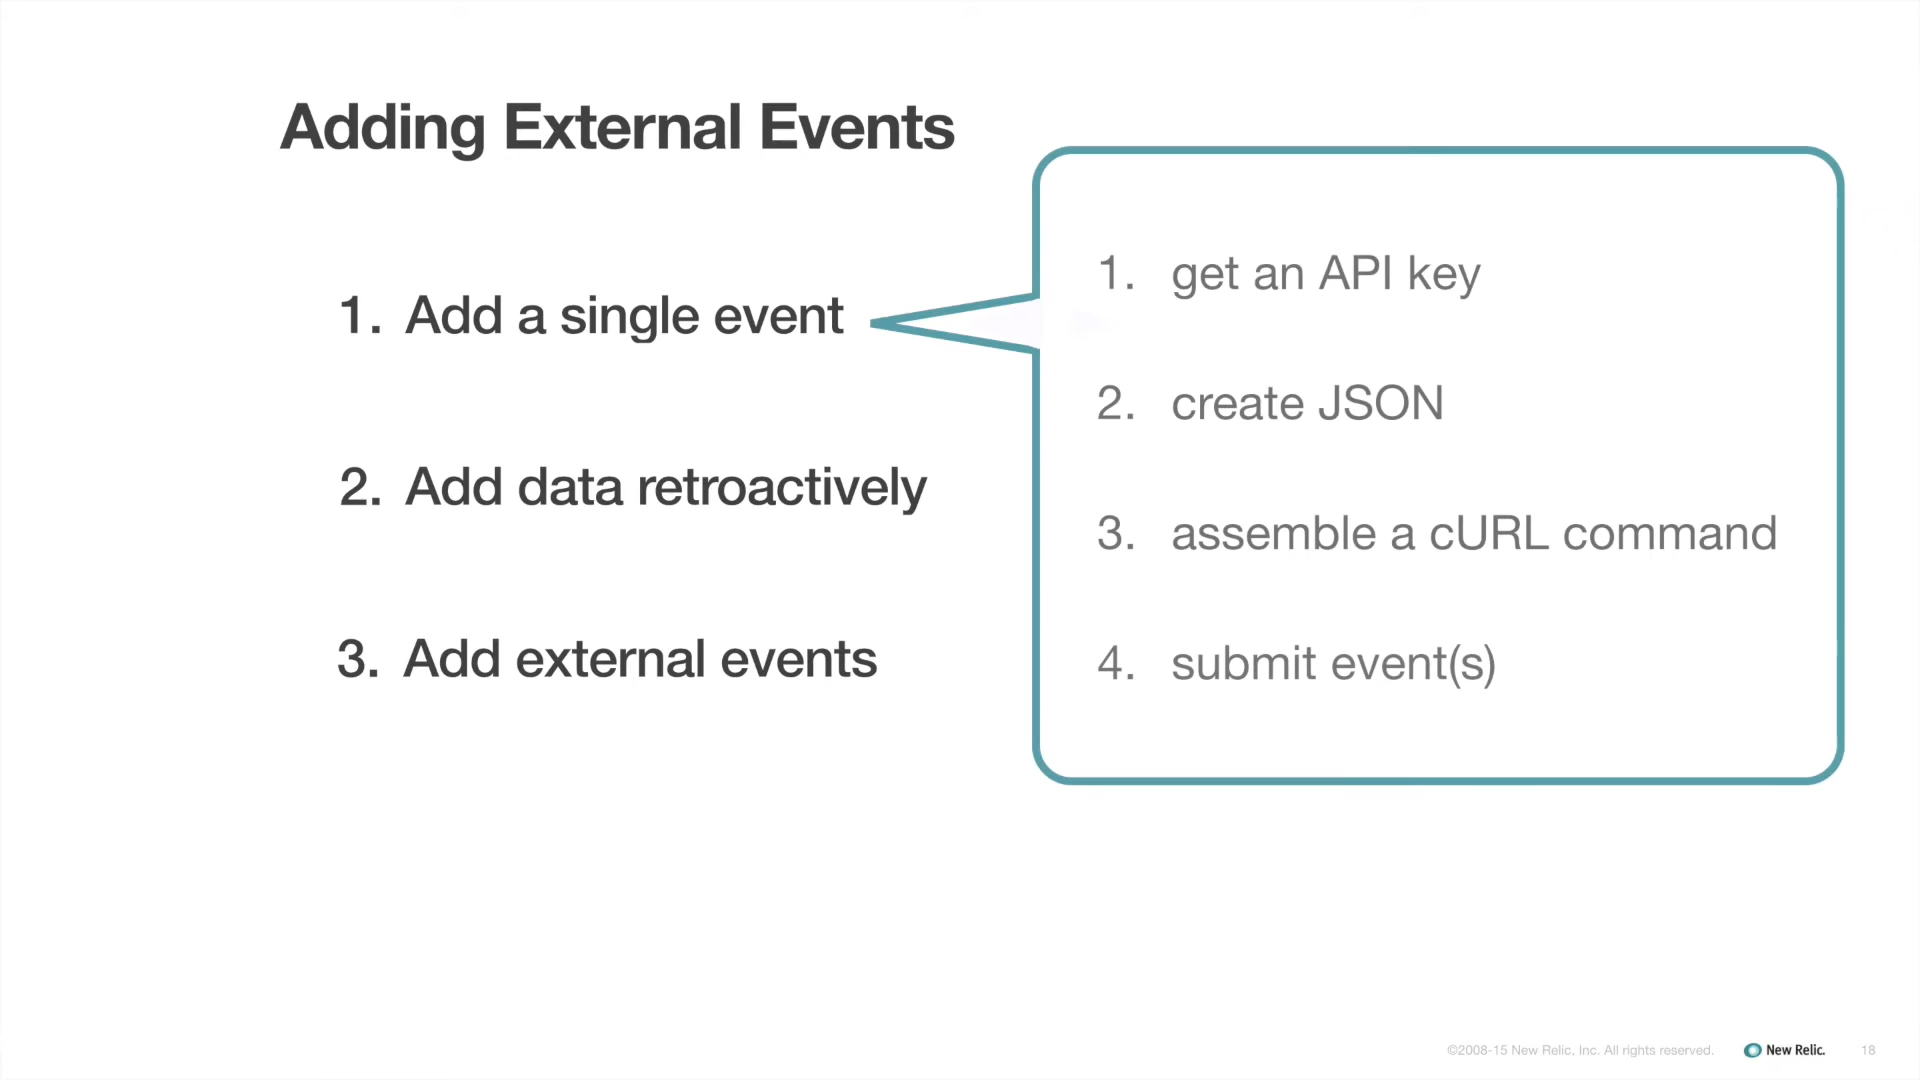 Adding External Events
1. Add a single event
2. Add data retroactively
3. Add external events
1. get an API key
2. create JSON
3. assemble a cURL command
4. submit event(s)
©2008-15 New Relic, Inc. All rights reserved. New Relic. 18